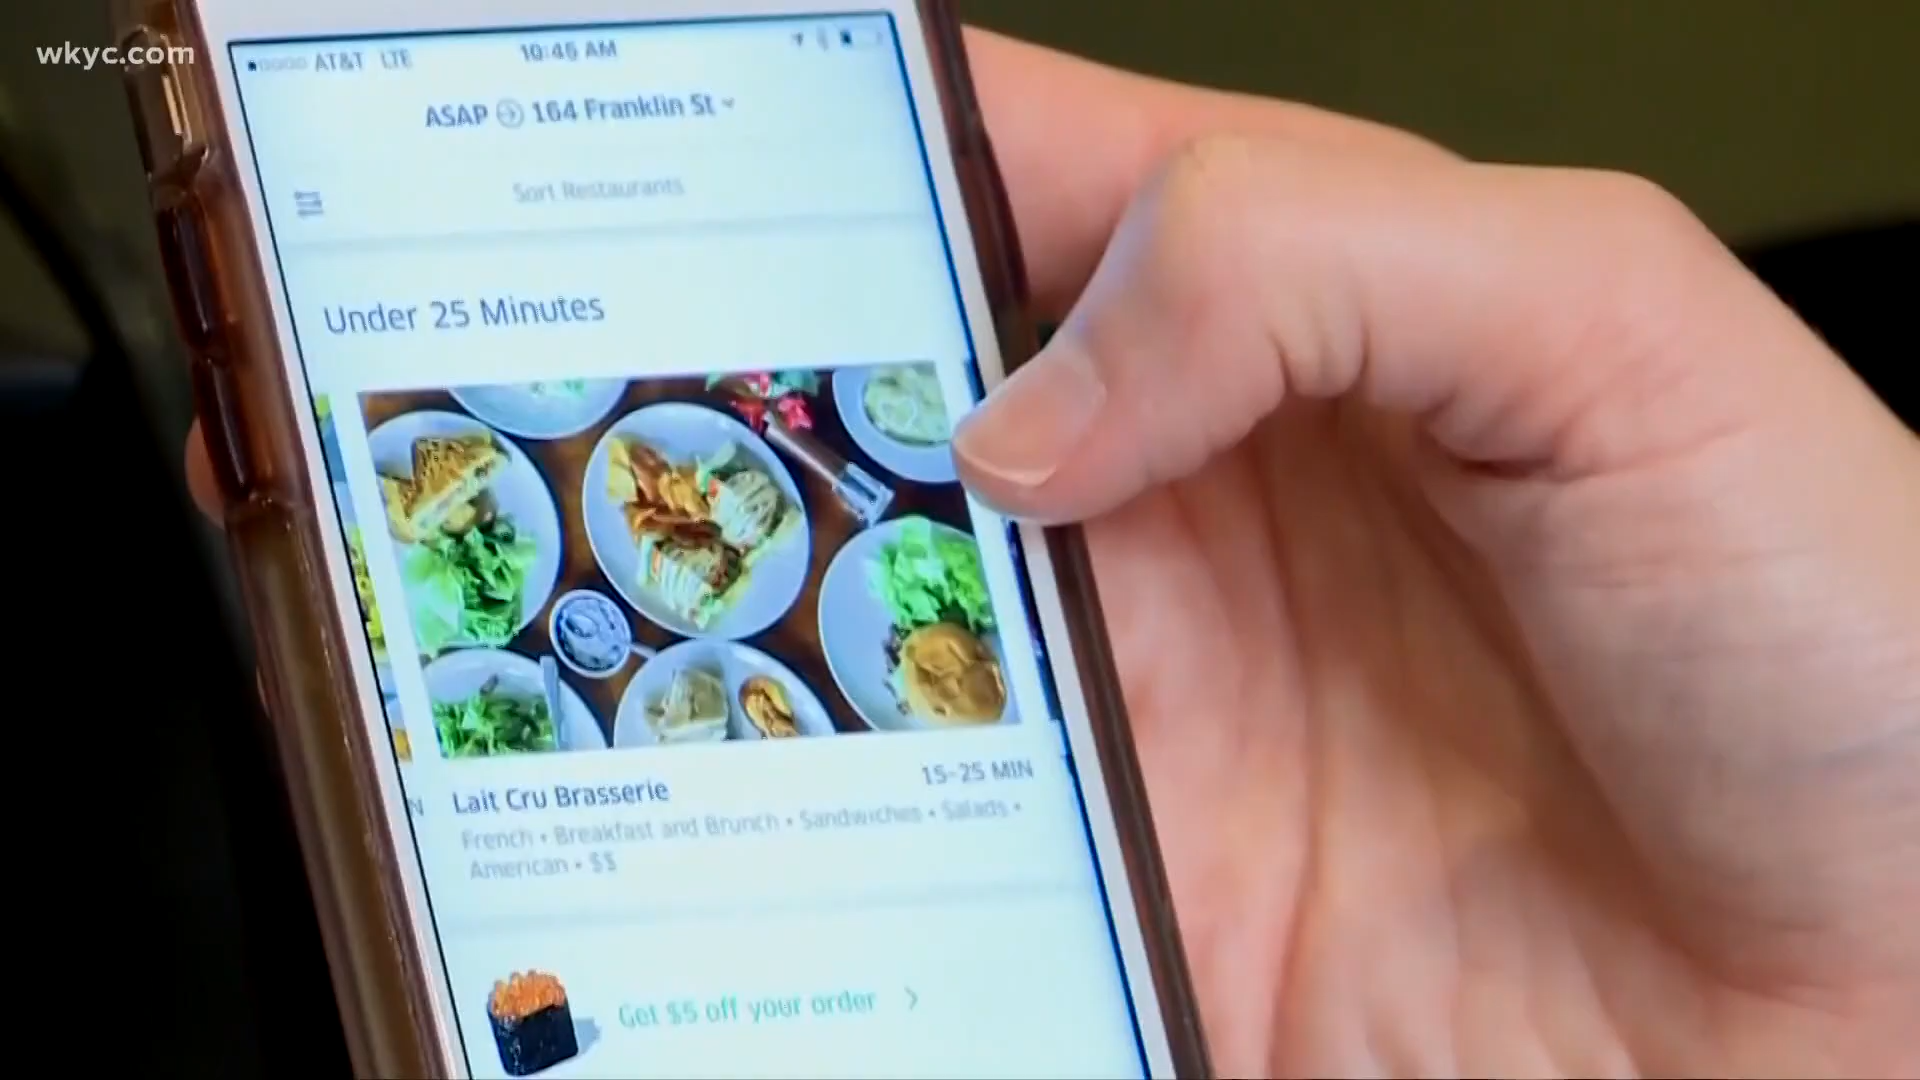 wkyc.com
AT&T LTE 10:46 AM
ASAP 164 Franklin St
Sort Restaurants
Under 25 Minutes
Lait Cru Brasserie 15-25 MIN
N
French • Breakfast and Brunch • Sandwiches • Salads •
American • $$
Get $5 off your order